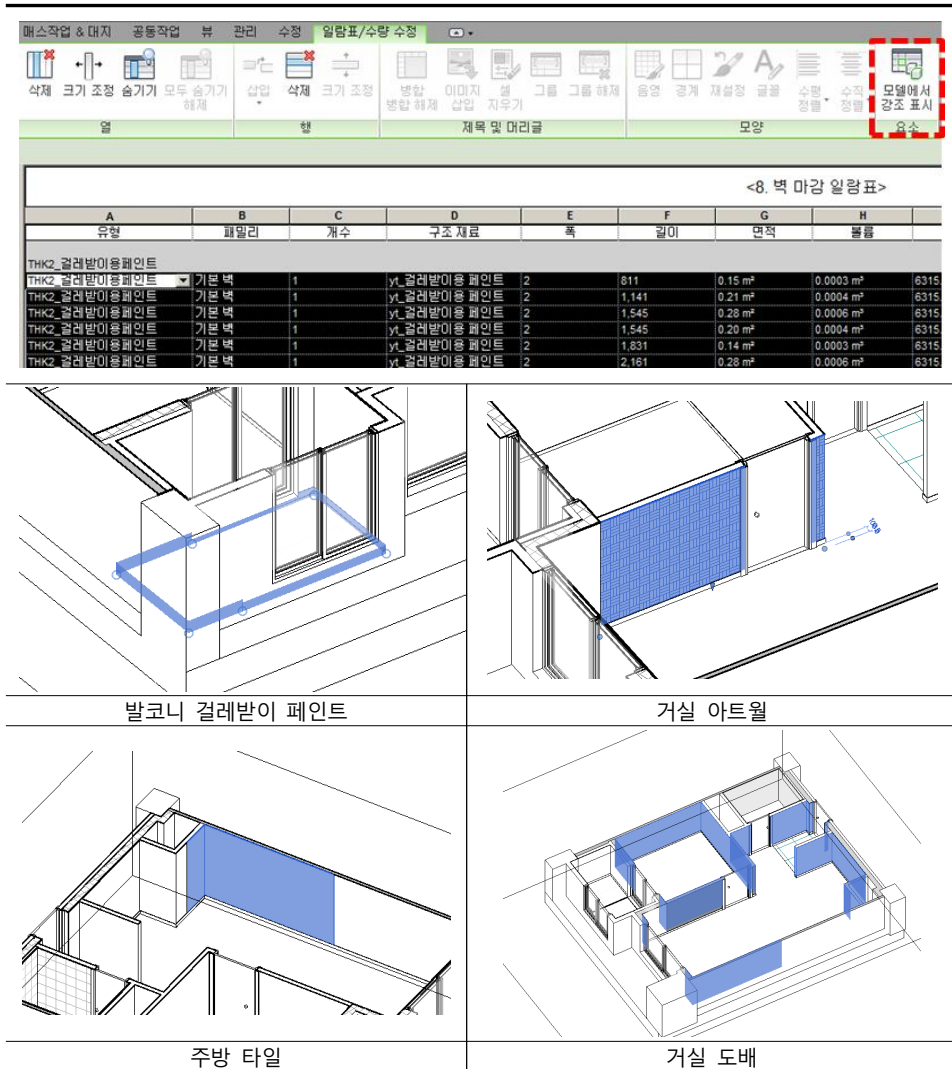 매스작업 & 대지 공동작업 뷰 관리 수정 일람표/수량 수정
삭제 크기 조정 숨기기 모두 숨기기 해제 삽입 삭제 크기 조정 병합 병합 해제 이미지 삽입 셀 지우기 그룹 그룹 해제 음영 경계 재설정 글꼴 수평 정렬 수직 정렬 모델에서 강조 표시
열 행 제목 및 머리글 모양 요소
<8. 벽 마감 일람표>
A B C D E F G H
유형 패밀리 개수 구조 재료 폭 길이 면적 볼륨
THK2_걸레받이용페인트
THK2_걸레받이용페인트 기본 벽 1 yt_걸레받이용 페인트 2 811 0.15 m² 0.0003 m³ 6315
THK2_걸레받이용페인트 기본 벽 1 yt_걸레받이용 페인트 2 1,141 0.21 m² 0.0004 m³ 6315
THK2_걸레받이용페인트 기본 벽 1 yt_걸레받이용 페인트 2 1,545 0.28 m² 0.0006 m³ 6315
THK2_걸레받이용페인트 기본 벽 1 yt_걸레받이용 페인트 2 1,545 0.20 m² 0.0004 m³ 6315
THK2_걸레받이용페인트 기본 벽 1 yt_걸레받이용 페인트 2 1,831 0.14 m² 0.0003 m³ 6315
THK2_걸레받이용페인트 기본 벽 1 yt_걸레받이용 페인트 2 2,161 0.28 m² 0.0006 m³ 6315
발코니 걸레받이 페인트 거실 아트월
주방 타일 거실 도배